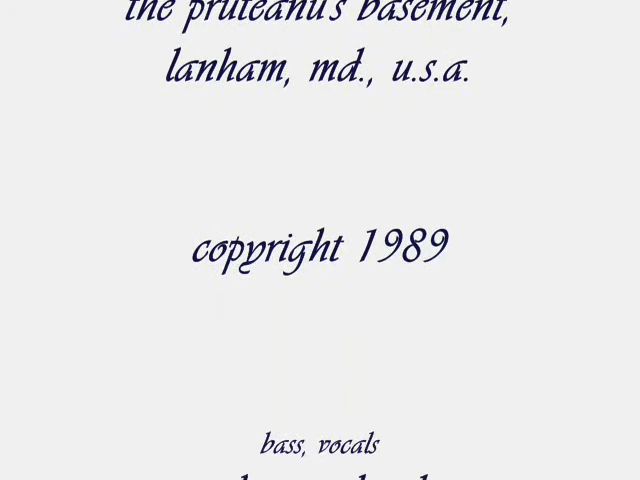 the pruteanu's basement,
lanham, md., u.s.a.
copyright 1989
bass, vocals